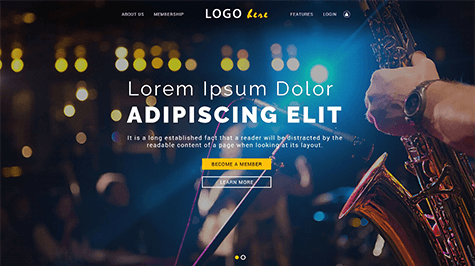 ABOUT US MEMBERSHIP LOGO here FEATURES LOGIN
Lorem Ipsum Dolor
ADIPISCING ELIT
It is a long established fact that a reader will be distracted by the
readable content of a page when looking at its layout.
BECOME A MEMBER
LEARN MORE